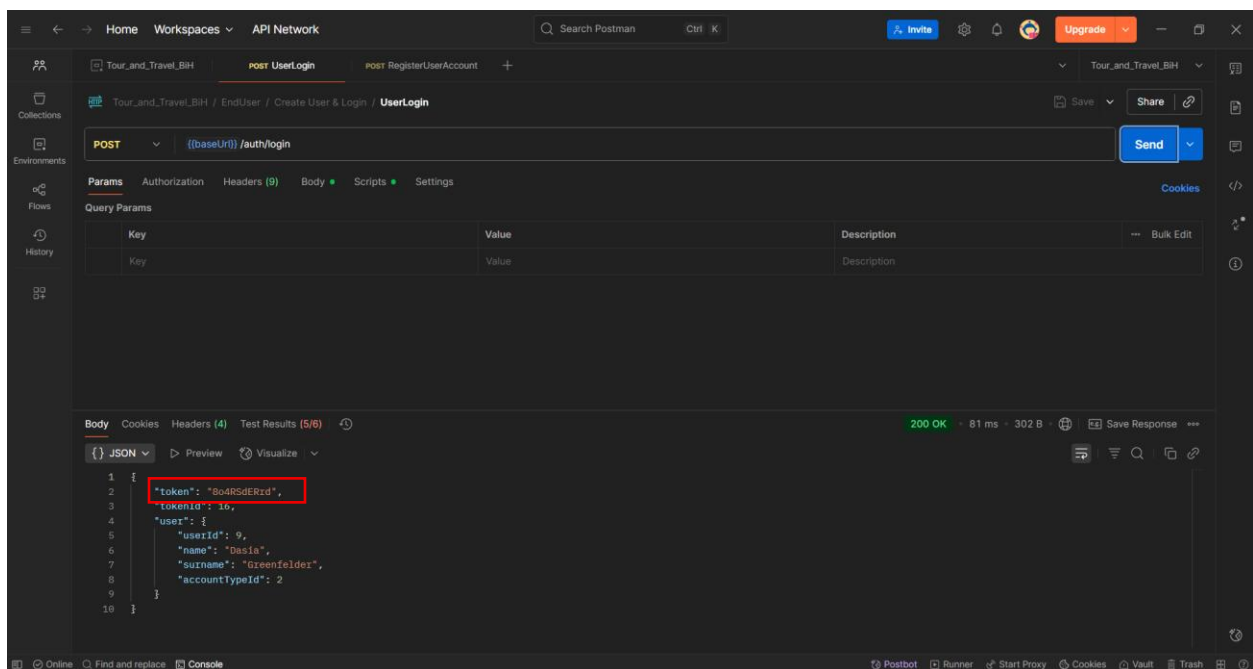 Home Workspaces API Network Search Postman Ctrl K Invite Upgrade
Tour_and_Travel_BiH POST UserLogin POST RegisterUserAccount Tour_and_Travel_BiH
Collections
Environments
Flows
History
HTTP Tour_and_Travel_BiH / EndUser / Create User & Login / UserLogin Save Share
POST {{baseUrl}} /auth/login Send
Params Authorization Headers (9) Body Scripts Settings Cookies
Query Params
Key Value Description Bulk Edit
Key Value Description
Body Cookies Headers (4) Test Results (5/6) 200 OK 81 ms 302 B Save Response
{} JSON Preview Visualize
1 {
2 "token": "8o4RSdERrd",
3 "tokenId": 16,
4 "user": {
5 "userId": 9,
6 "name": "Dasia",
7 "surname": "Greenfelder",
8 "accountTypeId": 2
9 }
10 }
Online Find and replace Console Postbot Runner Start Proxy Cookies Vault Trash